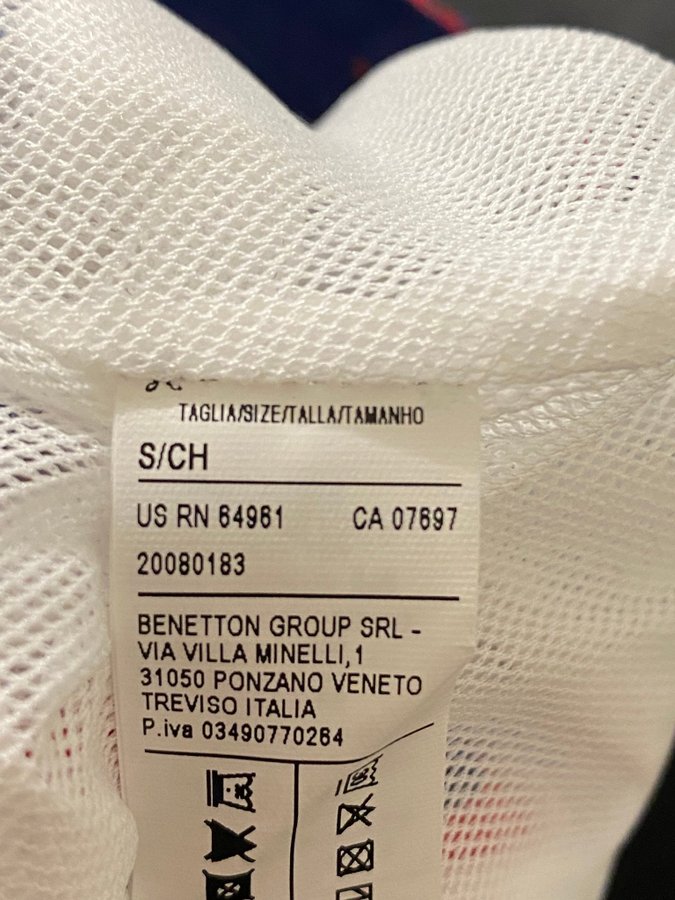 TAGLIA/SIZE/TALLA/TAMANHO
S/CH
US RN 64961 CA 07697
20080183
BENETTON GROUP SRL -
VIA VILLA MINELLI,1
31050 PONZANO VENETO
TREVISO ITALIA
P.iva 03490770264